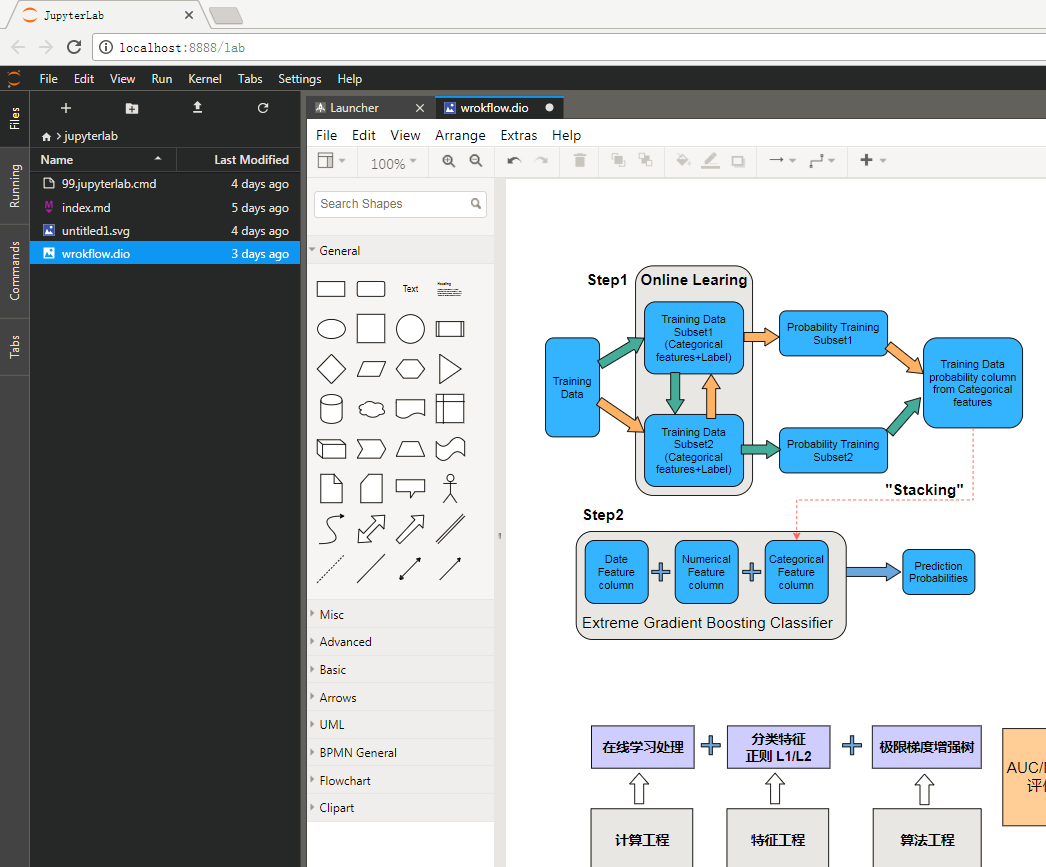 JupyterLab
localhost:8888/lab
File Edit View Run Kernel Tabs Settings Help
Files
Running
Commands
Tabs
jupyterlab
Name Last Modified
99.jupyterlab.cmd 4 days ago
index.md 5 days ago
untitled1.svg 4 days ago
wrokflow.dio 3 days ago
Launcher
wrokflow.dio
File Edit View Arrange Extras Help
100%
Search Shapes
General
Text
Heading
Misc
Advanced
Basic
Arrows
UML
BPMN General
Flowchart
Clipart
Step1
Online Learing
Training
Data
Training Data
Subset1
(Categorical
features+Label)
Training Data
Subset2
(Categorical
features+Label)
Probability Training
Subset1
Probability Training
Subset2
Training Data
probability column
from Categorical
features
"Stacking"
Step2
Date
Feature
column
Numerical
Feature
column
Categorical
Feature
column
Extreme Gradient Boosting Classifier
Prediction
Probabilities
在线学习处理
分类特征
正则 L1/L2
极限梯度增强树
AUC/
计算工程
特征工程
算法工程